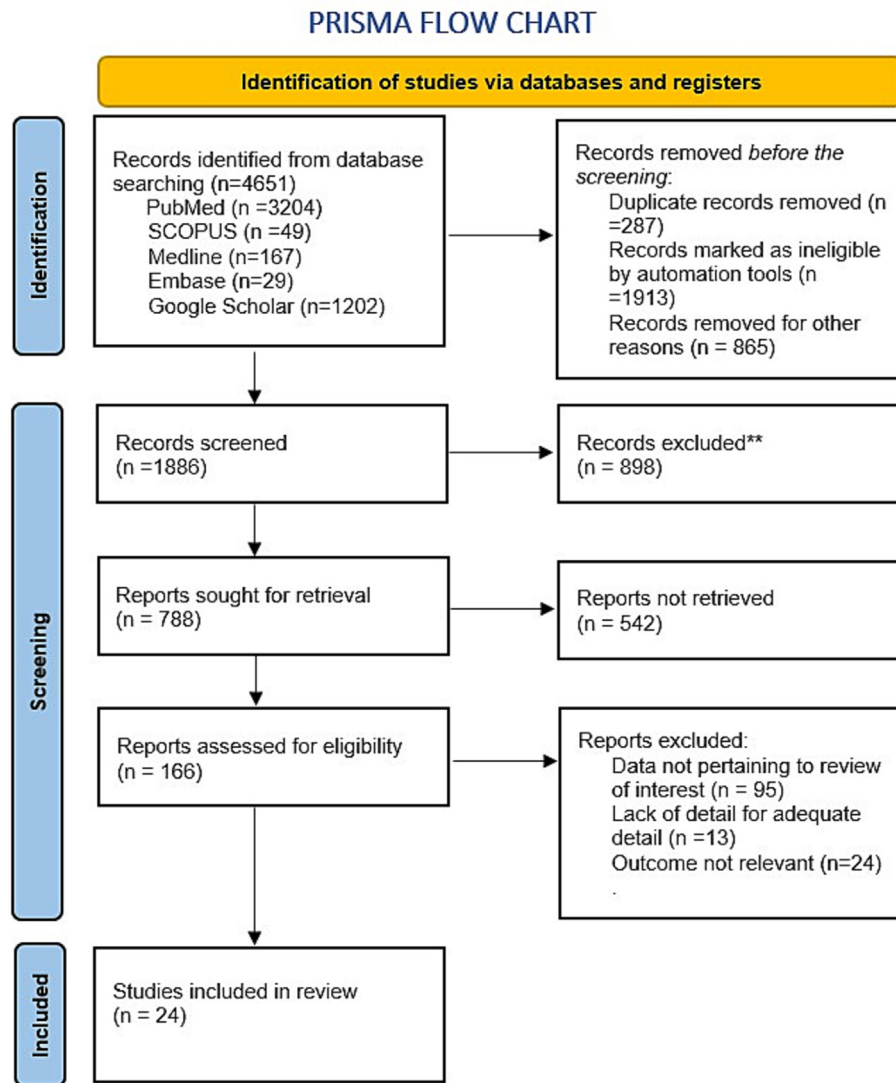 PRISMA FLOW CHART
Identification of studies via databases and registers
Identification
Records identified from database
searching (n=4651)
PubMed (n =3204)
SCOPUS (n =49)
Medline (n=167)
Embase (n=29)
Google Scholar (n=1202)
Records removed before the
screening:
Duplicate records removed (n
=287)
Records marked as ineligible
by automation tools (n
=1913)
Records removed for other
reasons (n = 865)
Screening
Records screened
(n =1886)
Records excluded**
(n = 898)
Reports sought for retrieval
(n = 788)
Reports not retrieved
(n = 542)
Reports assessed for eligibility
(n = 166)
Reports excluded:
Data not pertaining to review
of interest (n = 95)
Lack of detail for adequate
detail (n =13)
Outcome not relevant (n=24)
.
Included
Studies included in review
(n = 24)